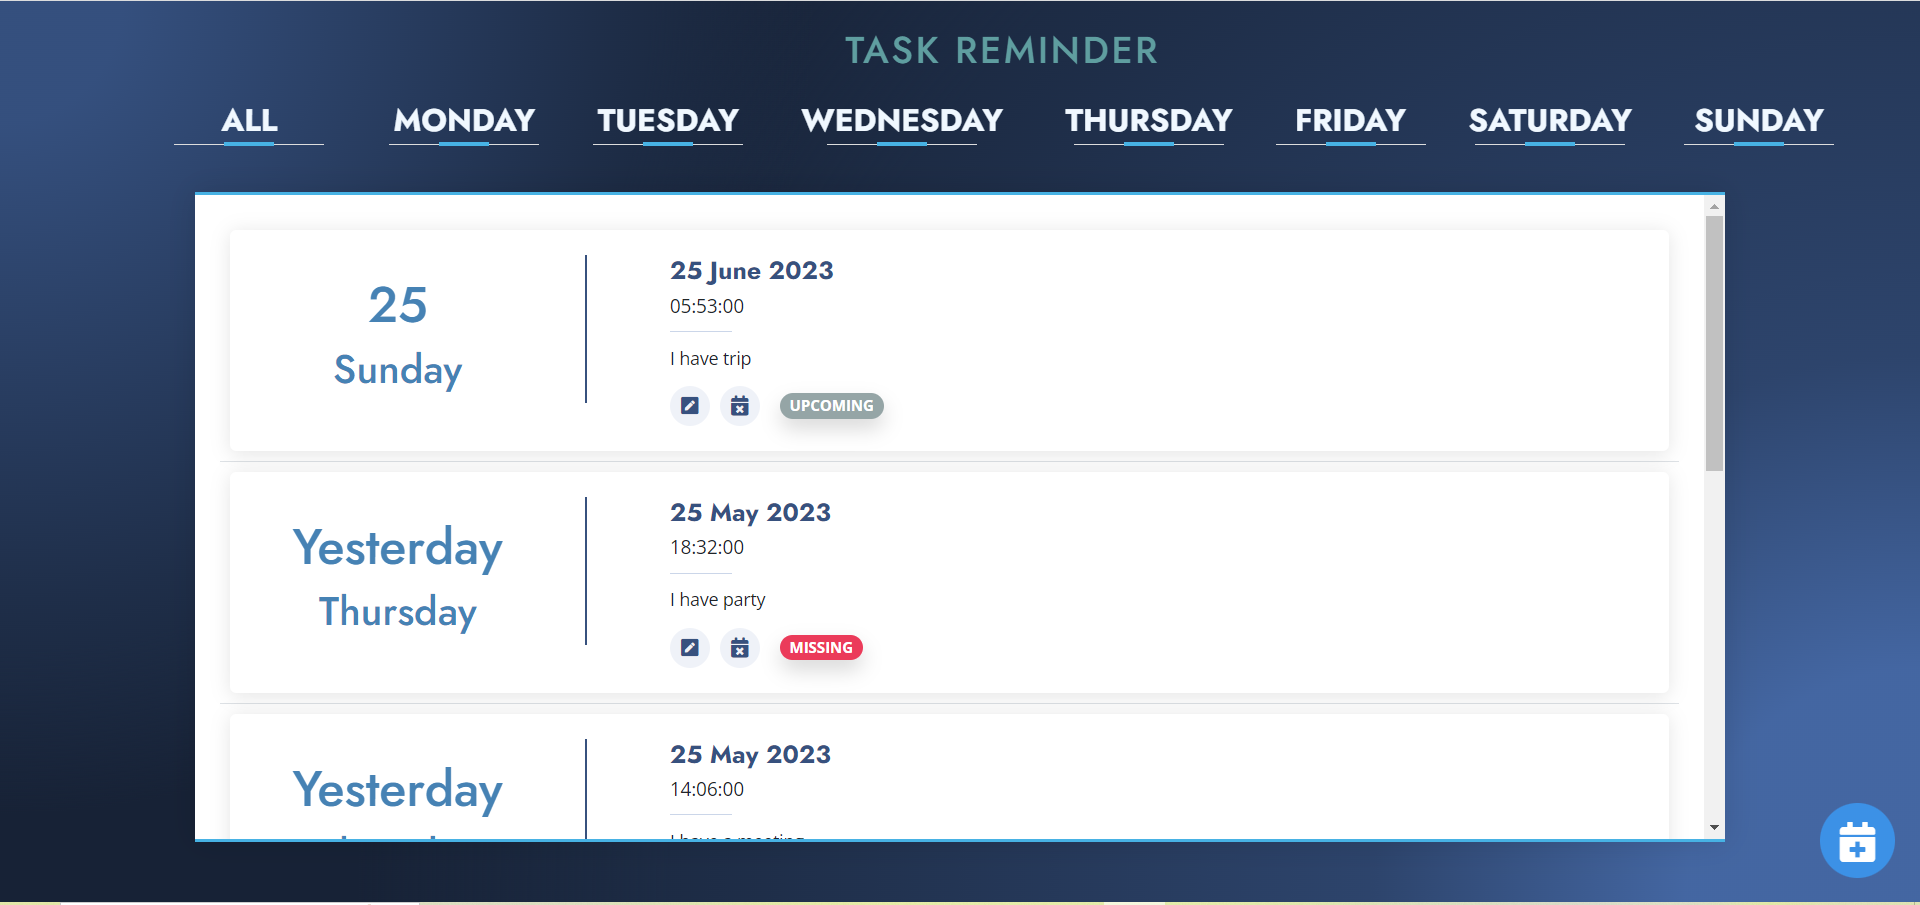 TASK REMINDER
ALL MONDAY TUESDAY WEDNESDAY THURSDAY FRIDAY SATURDAY SUNDAY
25
Sunday
25 June 2023
05:53:00
I have trip
UPCOMING
Yesterday
Thursday
25 May 2023
18:32:00
I have party
MISSING
Yesterday
25 May 2023
14:06:00
I have a meeting